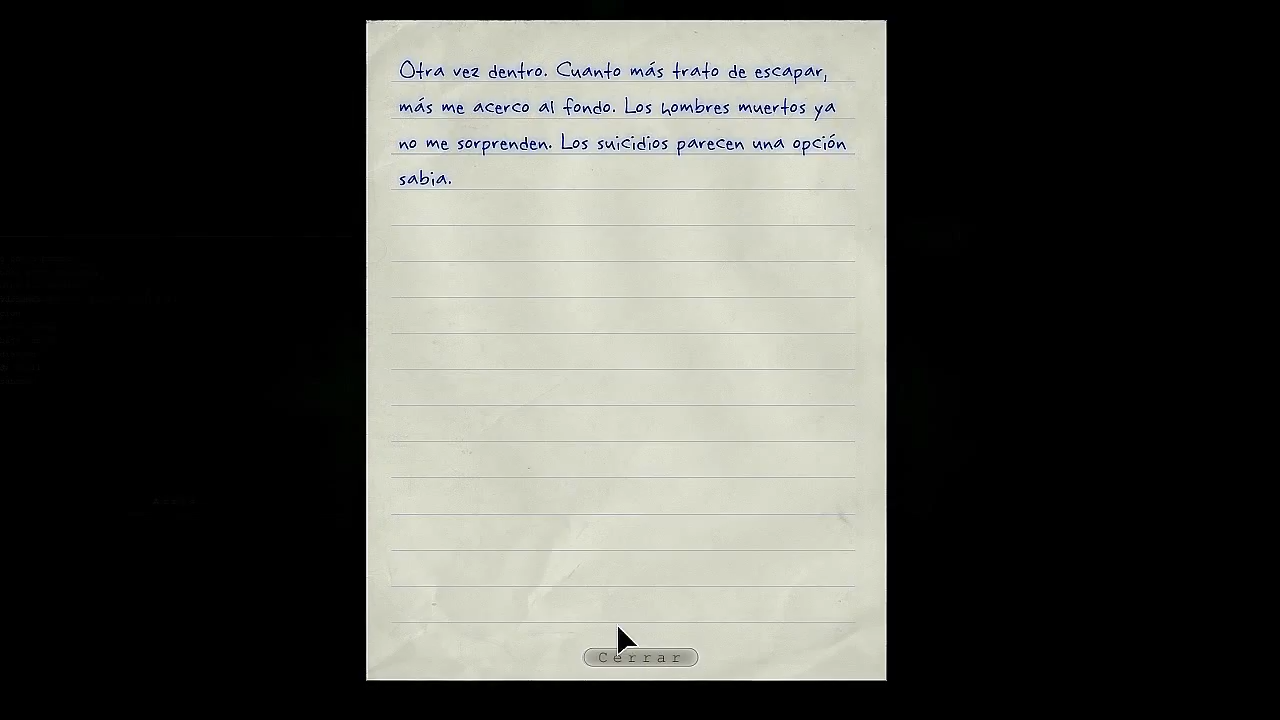 Otra vez dentro. Cuanto más trato de escapar,
más me acerco al fondo. Los hombres muertos ya
no me sorprenden. Los suicidios parecen una opción
sabia.
Cerrar